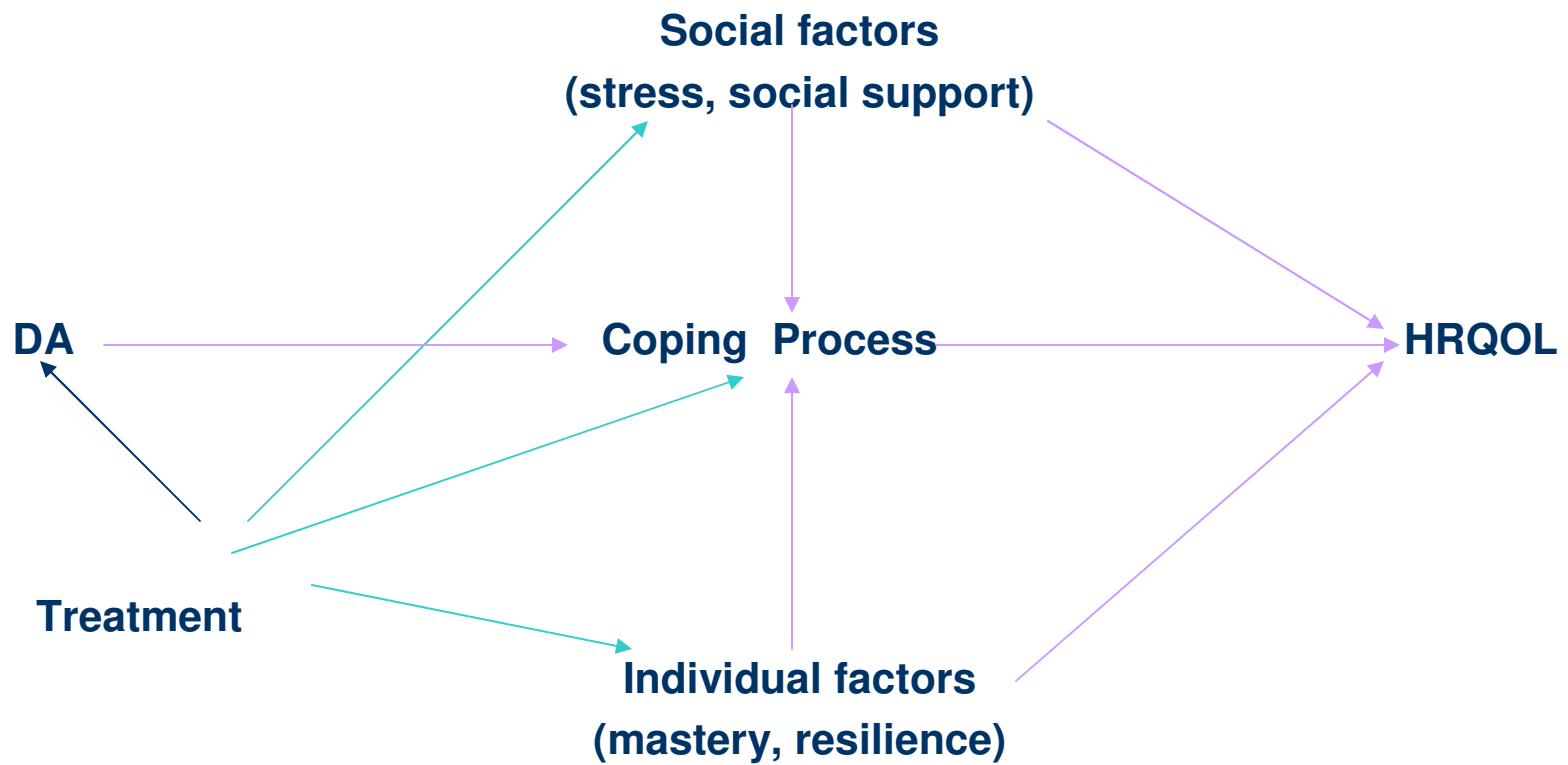 Social factors
(stress, social support)
DA
Coping Process
HRQOL
Treatment
Individual factors
(mastery, resilience)